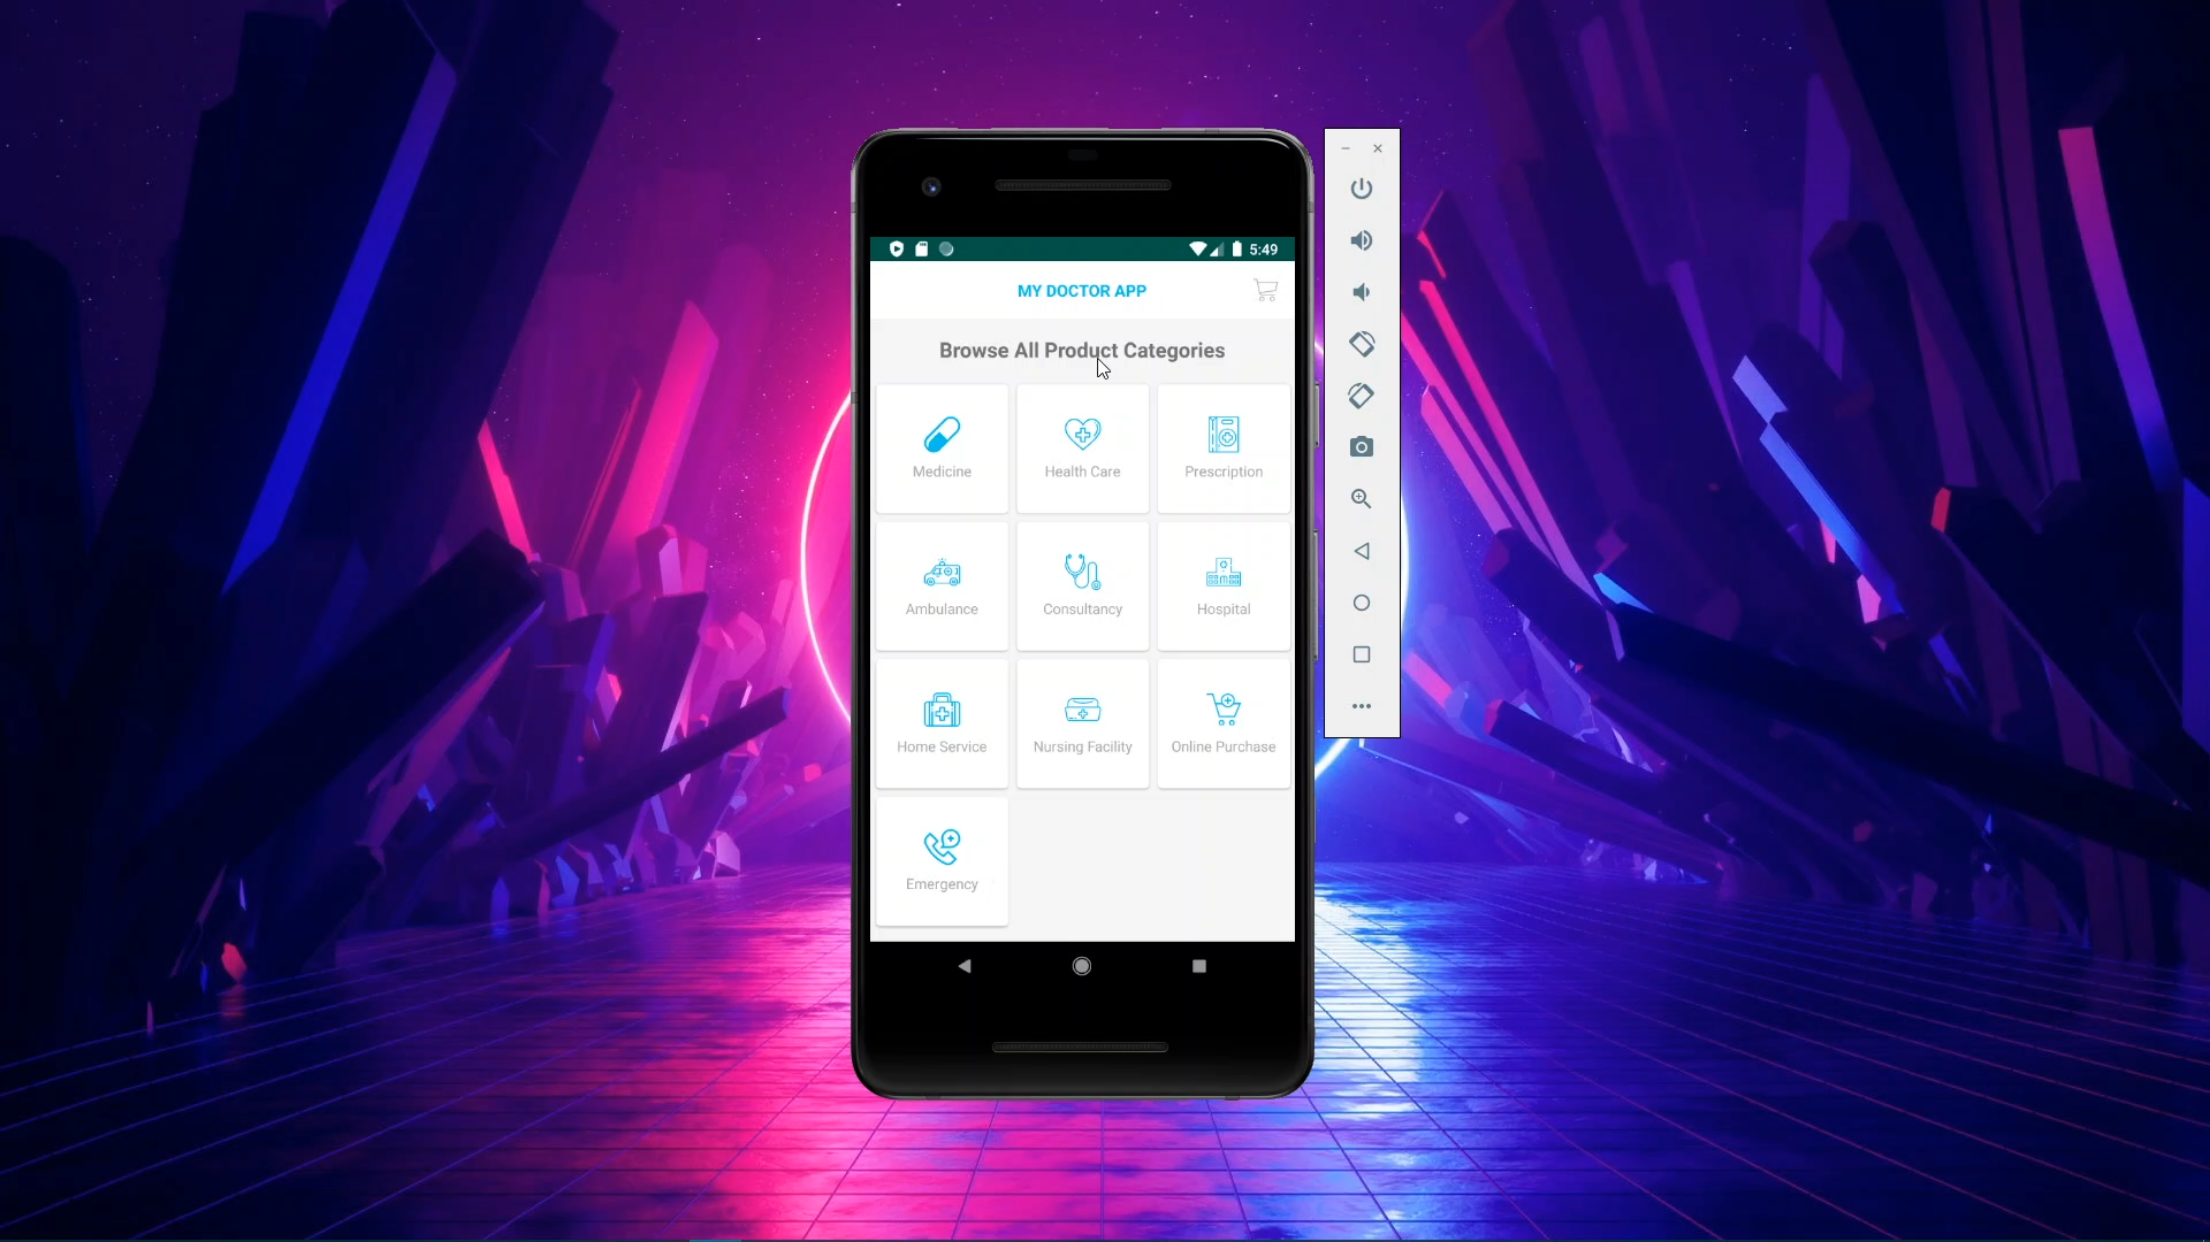 5:49
MY DOCTOR APP
Browse All Product Categories
Medicine
Health Care
Prescription
Ambulance
Consultancy
Hospital
Home Service
Nursing Facility
Online Purchase
Emergency